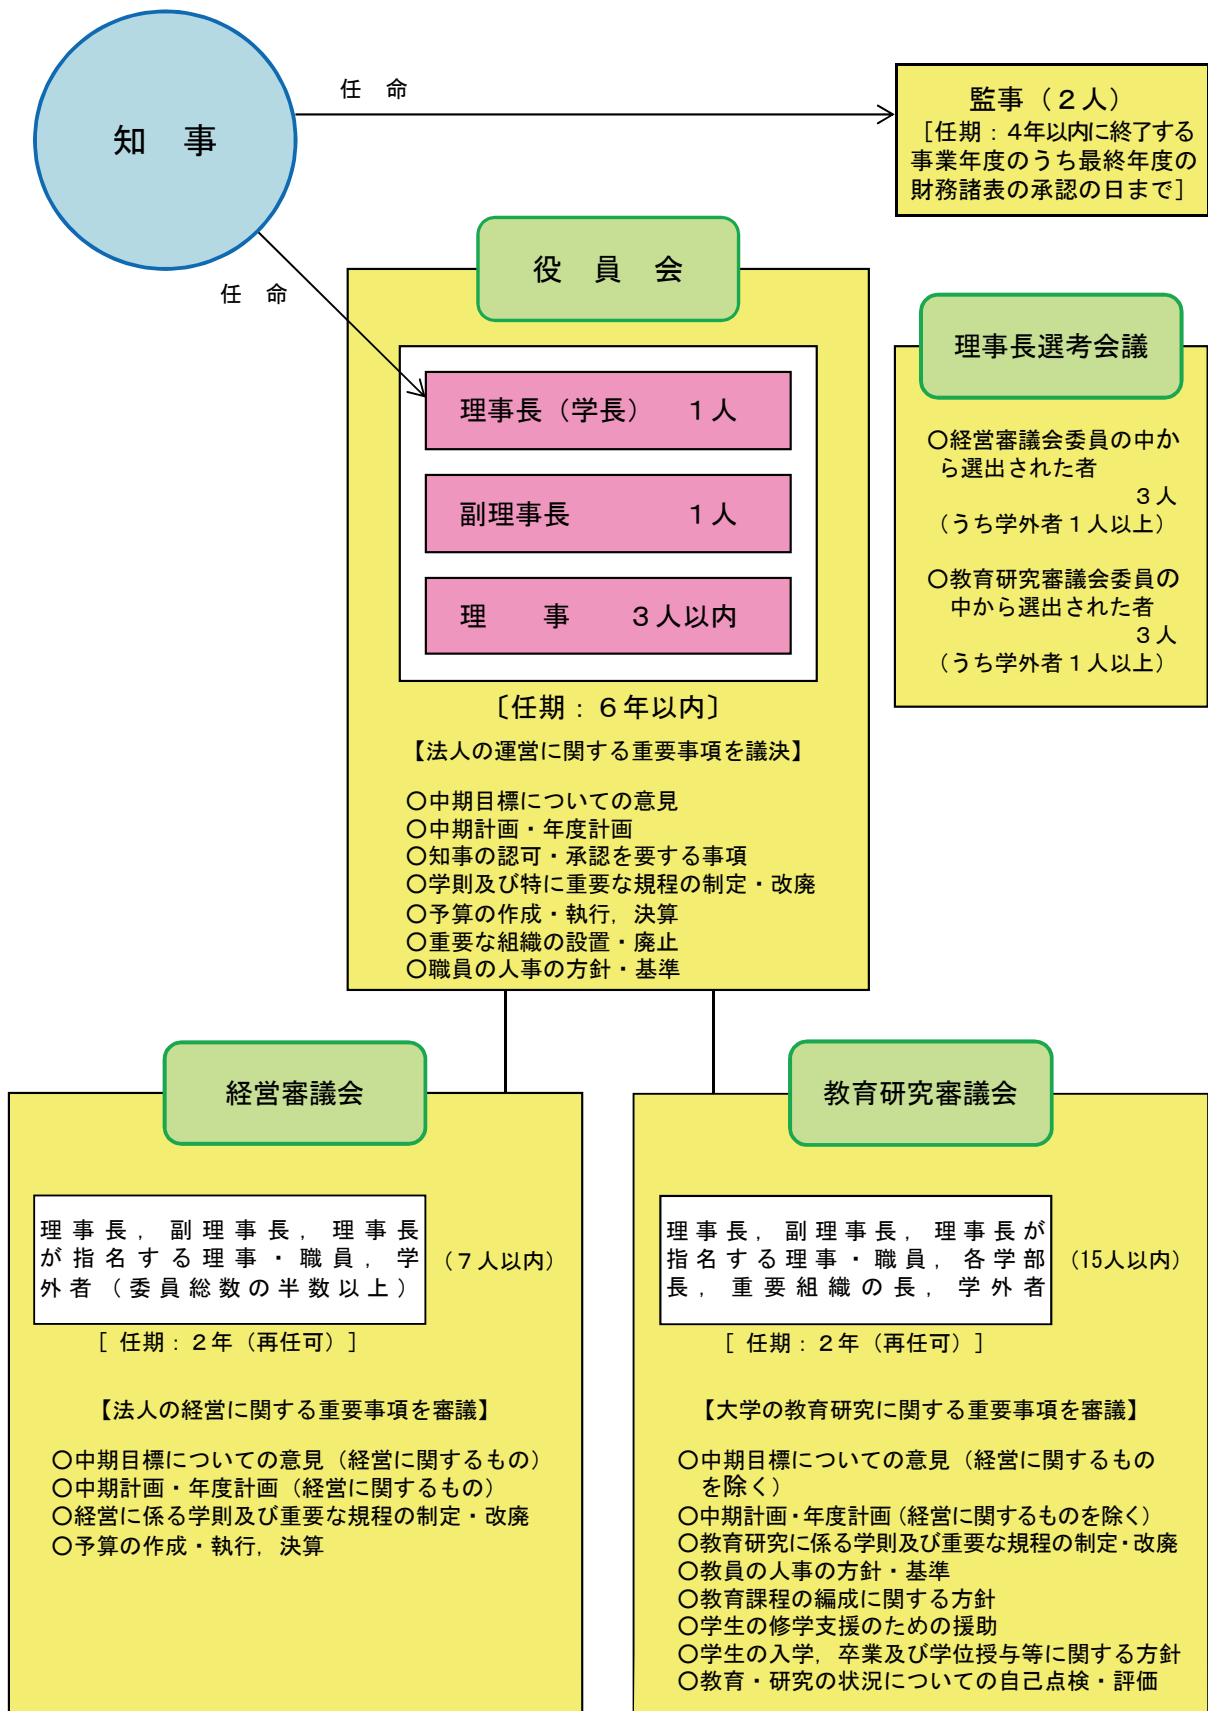 知　事
任　命
監事（２人）
［任期：４年以内に終了する
事業年度のうち最終年度の
財務諸表の承認の日まで］
任　命
役　員　会
理事長（学長）　１人
副理事長　１人
理　事　３人以内
〔任期：６年以内〕
【法人の運営に関する重要事項を議決】
○中期目標についての意見
○中期計画・年度計画
○知事の認可・承認を要する事項
○学則及び特に重要な規程の制定・改廃
○予算の作成・執行，決算
○重要な組織の設置・廃止
○職員の人事の方針・基準
理事長選考会議
○経営審議会委員の中か
ら選出された者
３人
（うち学外者１人以上）
○教育研究審議会委員の
中から選出された者
３人
（うち学外者１人以上）
経営審議会
理事長，副理事長，理事長
が指名する理事・職員，学
外者（委員総数の半数以上）
（７人以内）
［任期：２年（再任可）］
【法人の経営に関する重要事項を審議】
○中期目標についての意見（経営に関するもの）
○中期計画・年度計画（経営に関するもの）
○経営に係る学則及び重要な規程の制定・改廃
○予算の作成・執行，決算
教育研究審議会
理事長，副理事長，理事長が
指名する理事・職員，各学部
長，重要組織の長，学外者
（15人以内）
［任期：２年（再任可）］
【大学の教育研究に関する重要事項を審議】
○中期目標についての意見（経営に関するもの
を除く）
○中期計画・年度計画（経営に関するものを除く）
○教育研究に係る学則及び重要な規程の制定・改廃
○教員の人事の方針・基準
○教育課程の編成に関する方針
○学生の修学支援のための援助
○学生の入学，卒業及び学位授与等に関する方針
○教育・研究の状況についての自己点検・評価